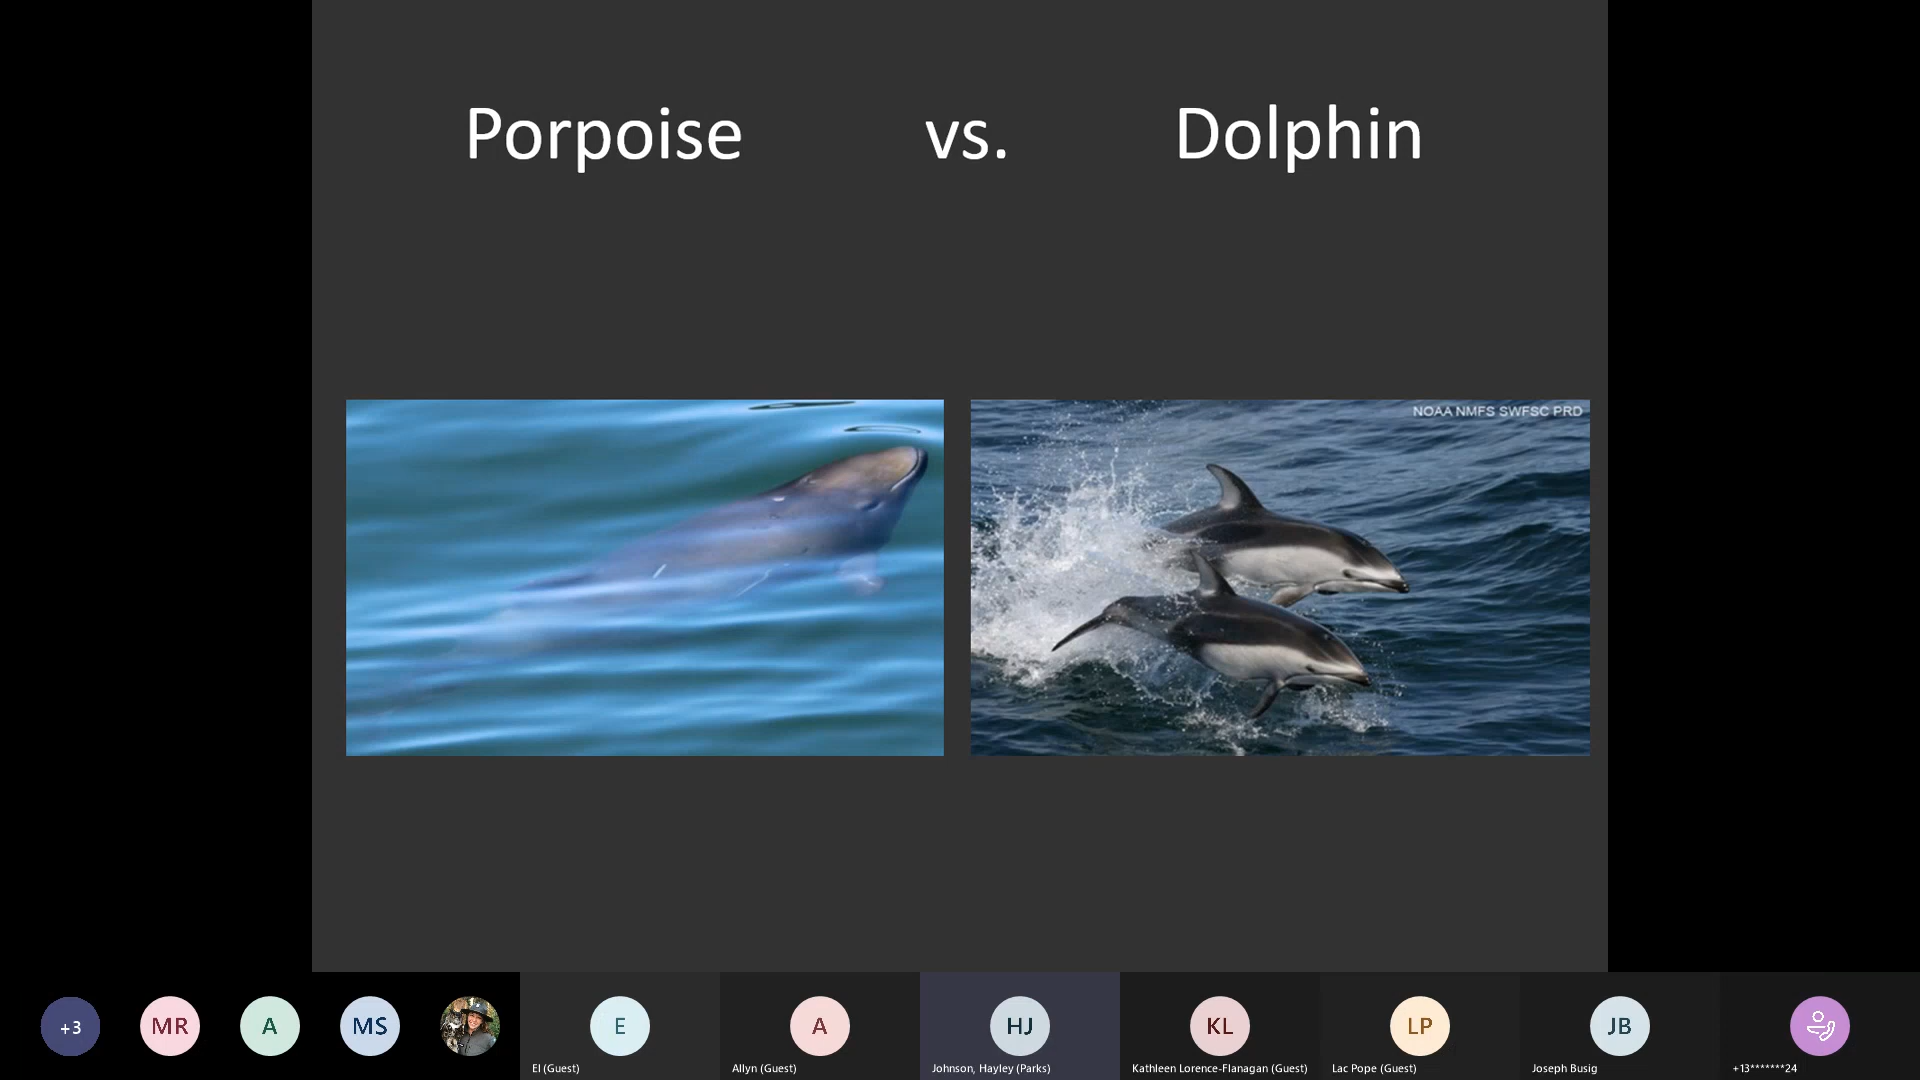 Porpoise vs. Dolphin
NOAA NMFS SWFSC PRD
+3
MR
A
MS
E
A
HJ
KL
LP
JB
El (Guest)
Allyn (Guest)
Johnson, Hayley (Parks)
Kathleen Lorence-Flanagan (Guest)
Lac Pope (Guest)
Joseph Busig
+13*******24